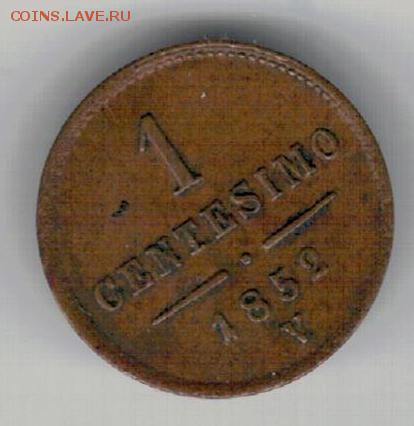 COINS.LAVE.RU
1
CENTESIMO
1852
V